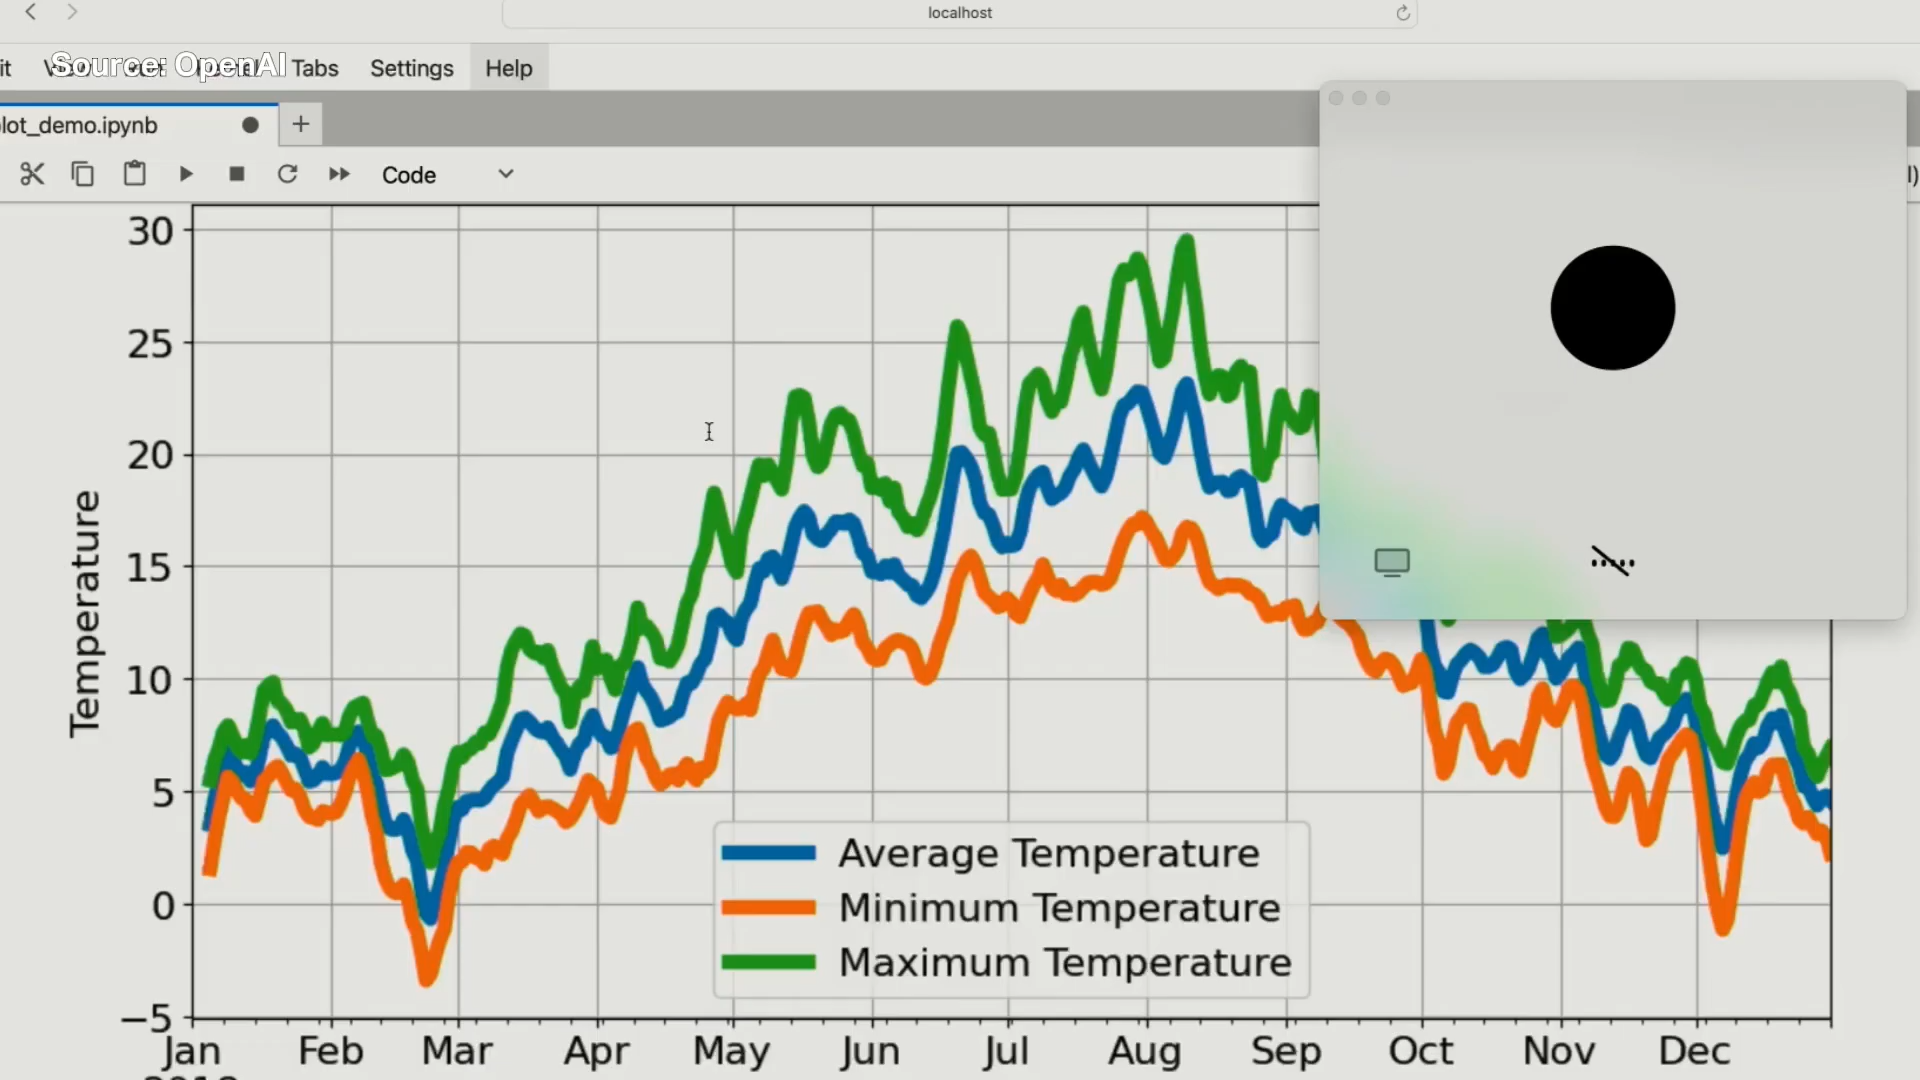 localhost
Source: OpenAI
it Tabs Settings Help
lot_demo.ipynb
Code
30
25
20
15
10
5
0
−5
Temperature
Average Temperature
Minimum Temperature
Maximum Temperature
Jan Feb Mar Apr May Jun Jul Aug Sep Oct Nov Dec